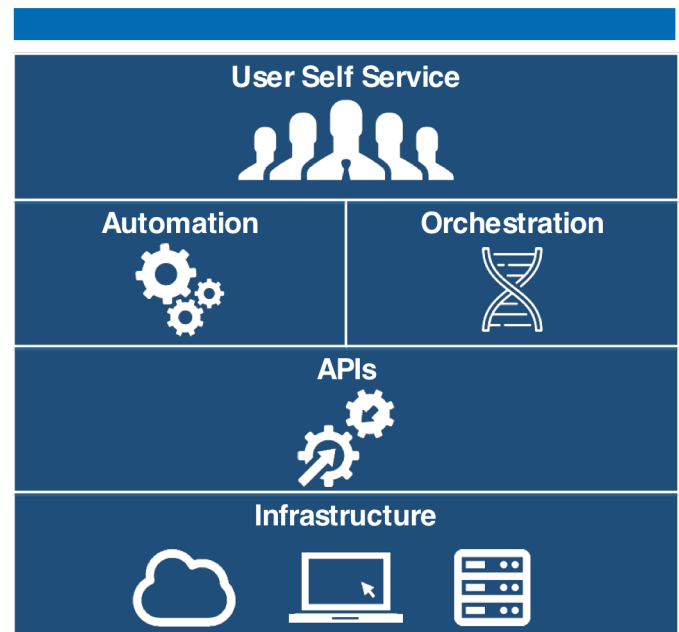 User Self Service
Automation
Orchestration
APIs
Infrastructure